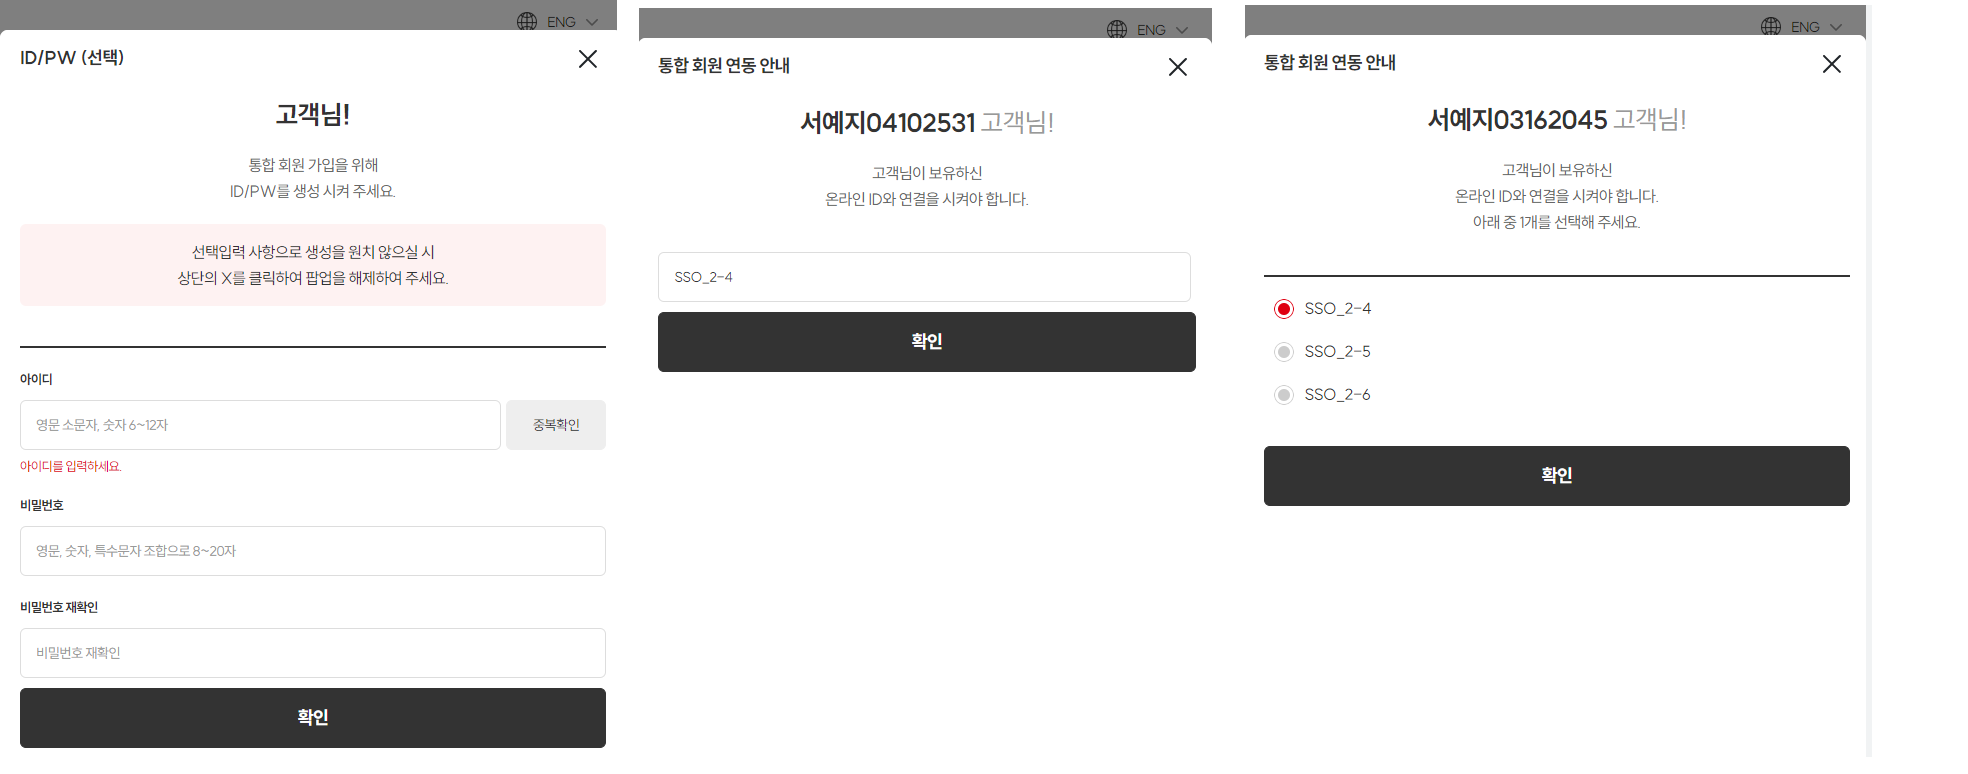 ENG
ID/PW (선택)
고객님!
통합 회원 가입을 위해
ID/PW를 생성 시켜 주세요.
선택입력 사항으로 생성을 원치 않으실 시
상단의 X를 클릭하여 팝업을 해제하여 주세요.
아이디
영문 소문자, 숫자 6~12자
중복확인
아이디를 입력하세요.
비밀번호
영문, 숫자, 특수문자 조합으로 8~20자
비밀번호 재확인
비밀번호 재확인
확인
ENG
통합 회원 연동 안내
서예지04102531 고객님!
고객님이 보유하신
온라인 ID와 연결을 시켜야 합니다.
SSO_2-4
확인
ENG
통합 회원 연동 안내
서예지03162045 고객님!
고객님이 보유하신
온라인 ID와 연결을 시켜야 합니다.
아래 중 1개를 선택해 주세요.
SSO_2-4
SSO_2-5
SSO_2-6
확인